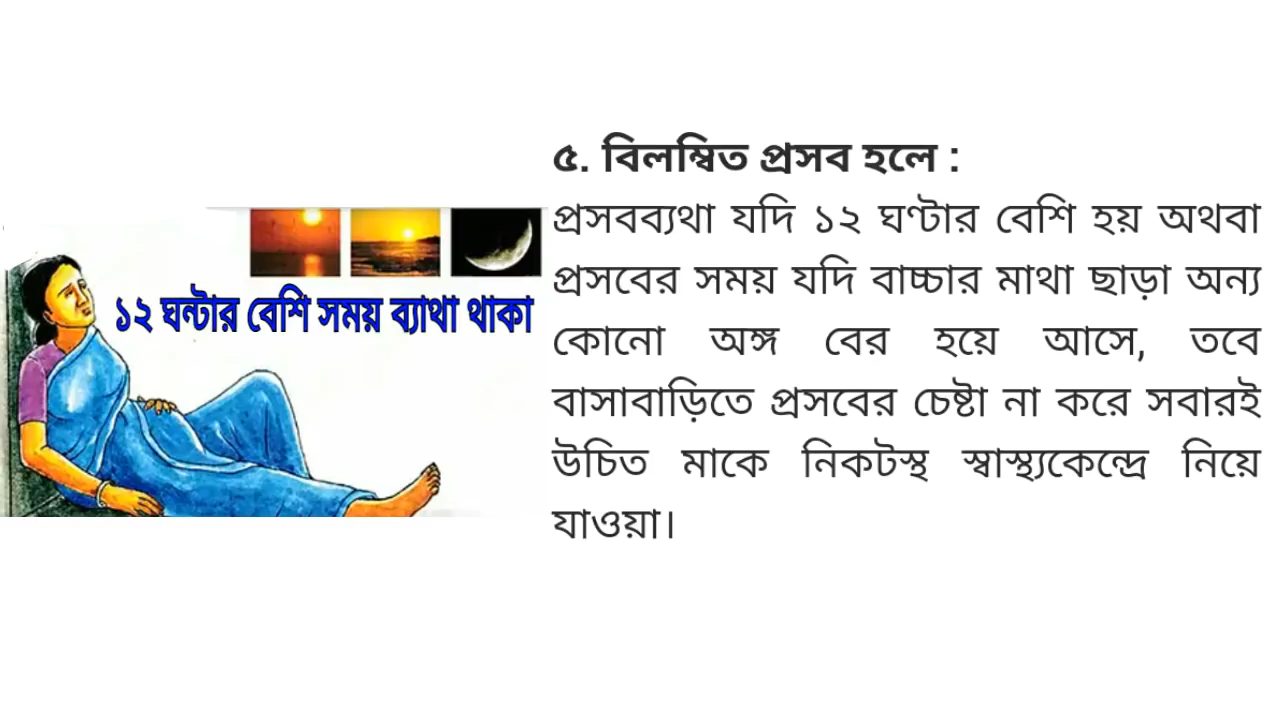 ৫. বিলম্বিত প্রসব হলে :
প্রসবব্যথা যদি ১২ ঘণ্টার বেশি হয় অথবা
প্রসবের সময় যদি বাচ্চার মাথা ছাড়া অন্য
কোনো অঙ্গ বের হয়ে আসে, তবে
বাসাবাড়িতে প্রসবের চেষ্টা না করে সবারই
উচিত মাকে নিকটস্থ স্বাস্থ্যকেন্দ্রে নিয়ে
যাওয়া।
১২ ঘন্টার বেশি সময় ব্যাথা থাকা